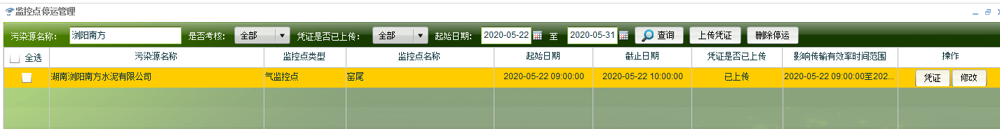 监控点停运管理
污染源名称： 浏阳南方 是否考核： 全部 凭证是否已上传： 全部 起始日期： 2020-05-22 至 2020-05-31 查询 上传凭证 删除停运
全选 污染源名称 监控点类型 监控点名称 起始日期 截止日期 凭证是否已上传 影响传输有效率时间范围 操作
湖南浏阳南方水泥有限公司 气监控点 窑尾 2020-05-22 09:00:00 2020-05-22 10:00:00 已上传 2020-05-22 09:00:00至202... 凭证 修改